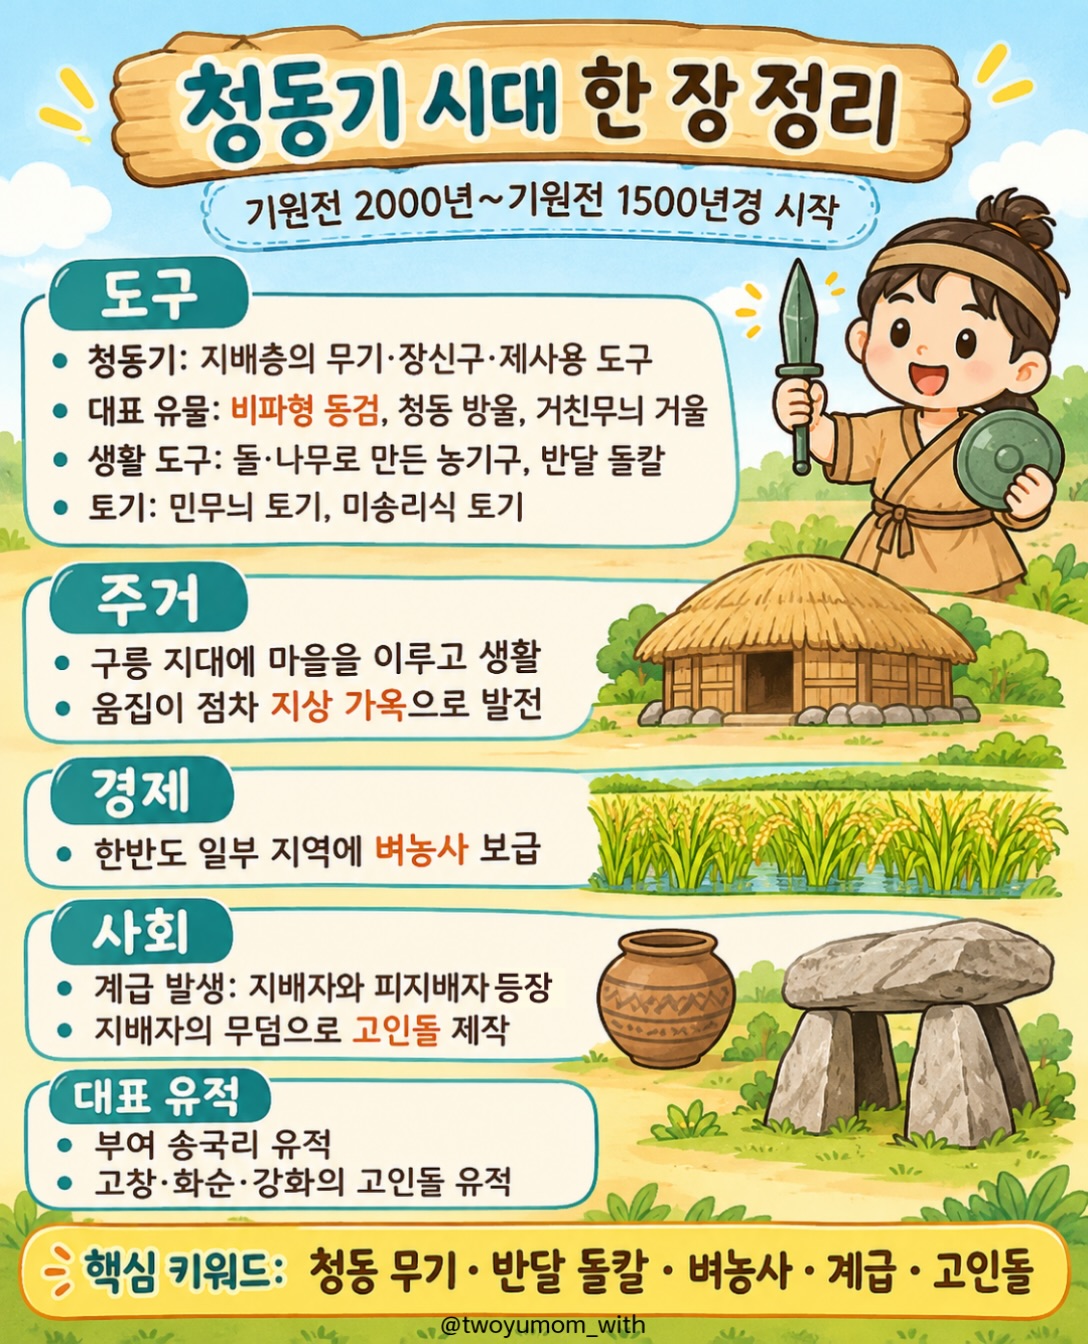 청동기 시대 한 장 정리
기원전 2000년~기원전 1500년경 시작
도구
• 청동기: 지배층의 무기·장신구·제사용 도구
• 대표 유물: 비파형 동검, 청동 방울, 거친무늬 거울
• 생활 도구: 돌·나무로 만든 농기구, 반달 돌칼
• 토기: 민무늬 토기, 미송리식 토기
주거
• 구릉 지대에 마을을 이루고 생활
• 움집이 점차 지상 가옥으로 발전
경제
• 한반도 일부 지역에 벼농사 보급
사회
• 계급 발생: 지배자와 피지배자 등장
• 지배자의 무덤으로 고인돌 제작
대표 유적
• 부여 송국리 유적
• 고창·화순·강화의 고인돌 유적
핵심 키워드: 청동 무기 · 반달 돌칼 · 벼농사 · 계급 · 고인돌
@twoyumom_with